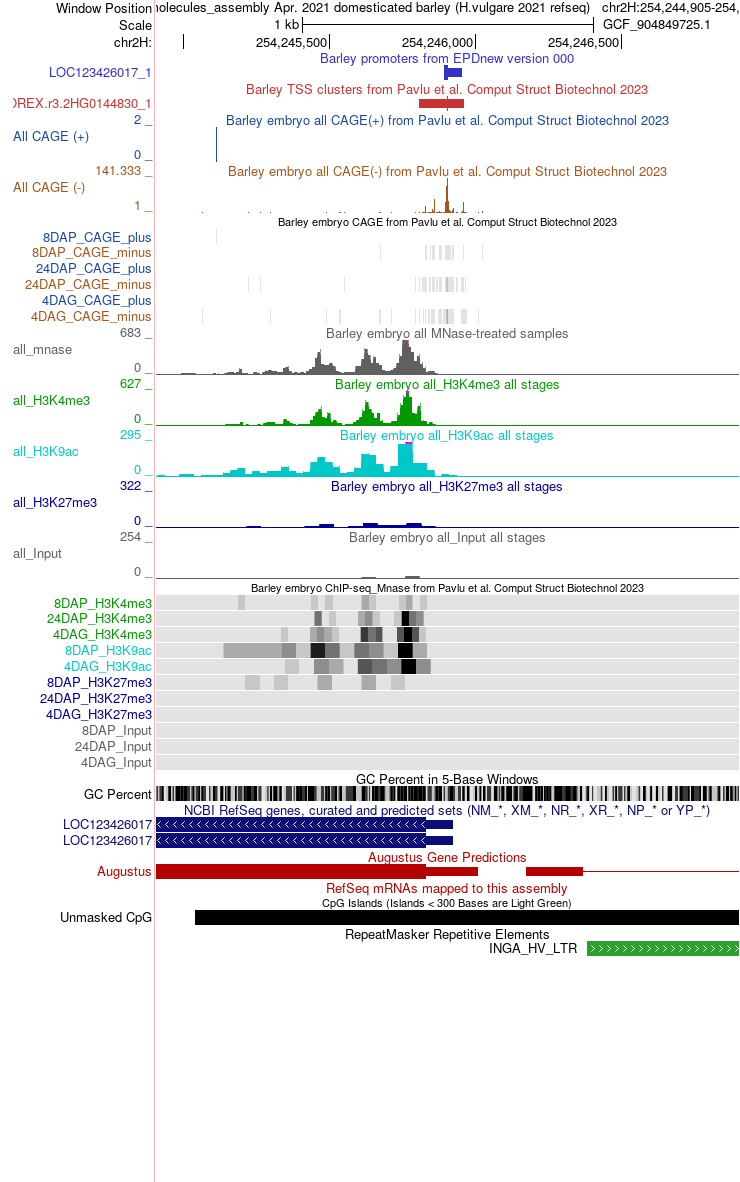 Window Position molecules_assembly Apr. 2021 domesticated barley (H.vulgare 2021 refseq) chr2H:254,244,905-254,
Scale 1 kb GCF_904849725.1
chr2H: 254,245,500 254,246,000 254,246,500
Barley promoters from EPDnew version 000
LOC123426017_1
Barley TSS clusters from Pavlu et al. Comput Struct Biotechnol 2023
OREX.r3.2HG0144830_1
2 _ Barley embryo all CAGE(+) from Pavlu et al. Comput Struct Biotechnol 2023
All CAGE (+)
0 _
141.333 _ Barley embryo all CAGE(-) from Pavlu et al. Comput Struct Biotechnol 2023
All CAGE (-)
1 _
Barley embryo CAGE from Pavlu et al. Comput Struct Biotechnol 2023
8DAP_CAGE_plus
8DAP_CAGE_minus
24DAP_CAGE_plus
24DAP_CAGE_minus
4DAG_CAGE_plus
4DAG_CAGE_minus
683 _ Barley embryo all MNase-treated samples
all_mnase
0 _
627 _ Barley embryo all_H3K4me3 all stages
all_H3K4me3
0 _
295 _ Barley embryo all_H3K9ac all stages
all_H3K9ac
0 _
322 _ Barley embryo all_H3K27me3 all stages
all_H3K27me3
0 _
254 _ Barley embryo all_Input all stages
all_Input
0 _
Barley embryo ChIP-seq_Mnase from Pavlu et al. Comput Struct Biotechnol 2023
8DAP_H3K4me3
24DAP_H3K4me3
4DAG_H3K4me3
8DAP_H3K9ac
4DAG_H3K9ac
8DAP_H3K27me3
24DAP_H3K27me3
4DAG_H3K27me3
8DAP_Input
24DAP_Input
4DAG_Input
GC Percent in 5-Base Windows
GC Percent
NCBI RefSeq genes, curated and predicted sets (NM_*, XM_*, NR_*, XR_*, NP_* or YP_*)
LOC123426017
LOC123426017
Augustus Gene Predictions
Augustus
RefSeq mRNAs mapped to this assembly
CpG Islands (Islands < 300 Bases are Light Green)
Unmasked CpG
RepeatMasker Repetitive Elements
INGA_HV_LTR